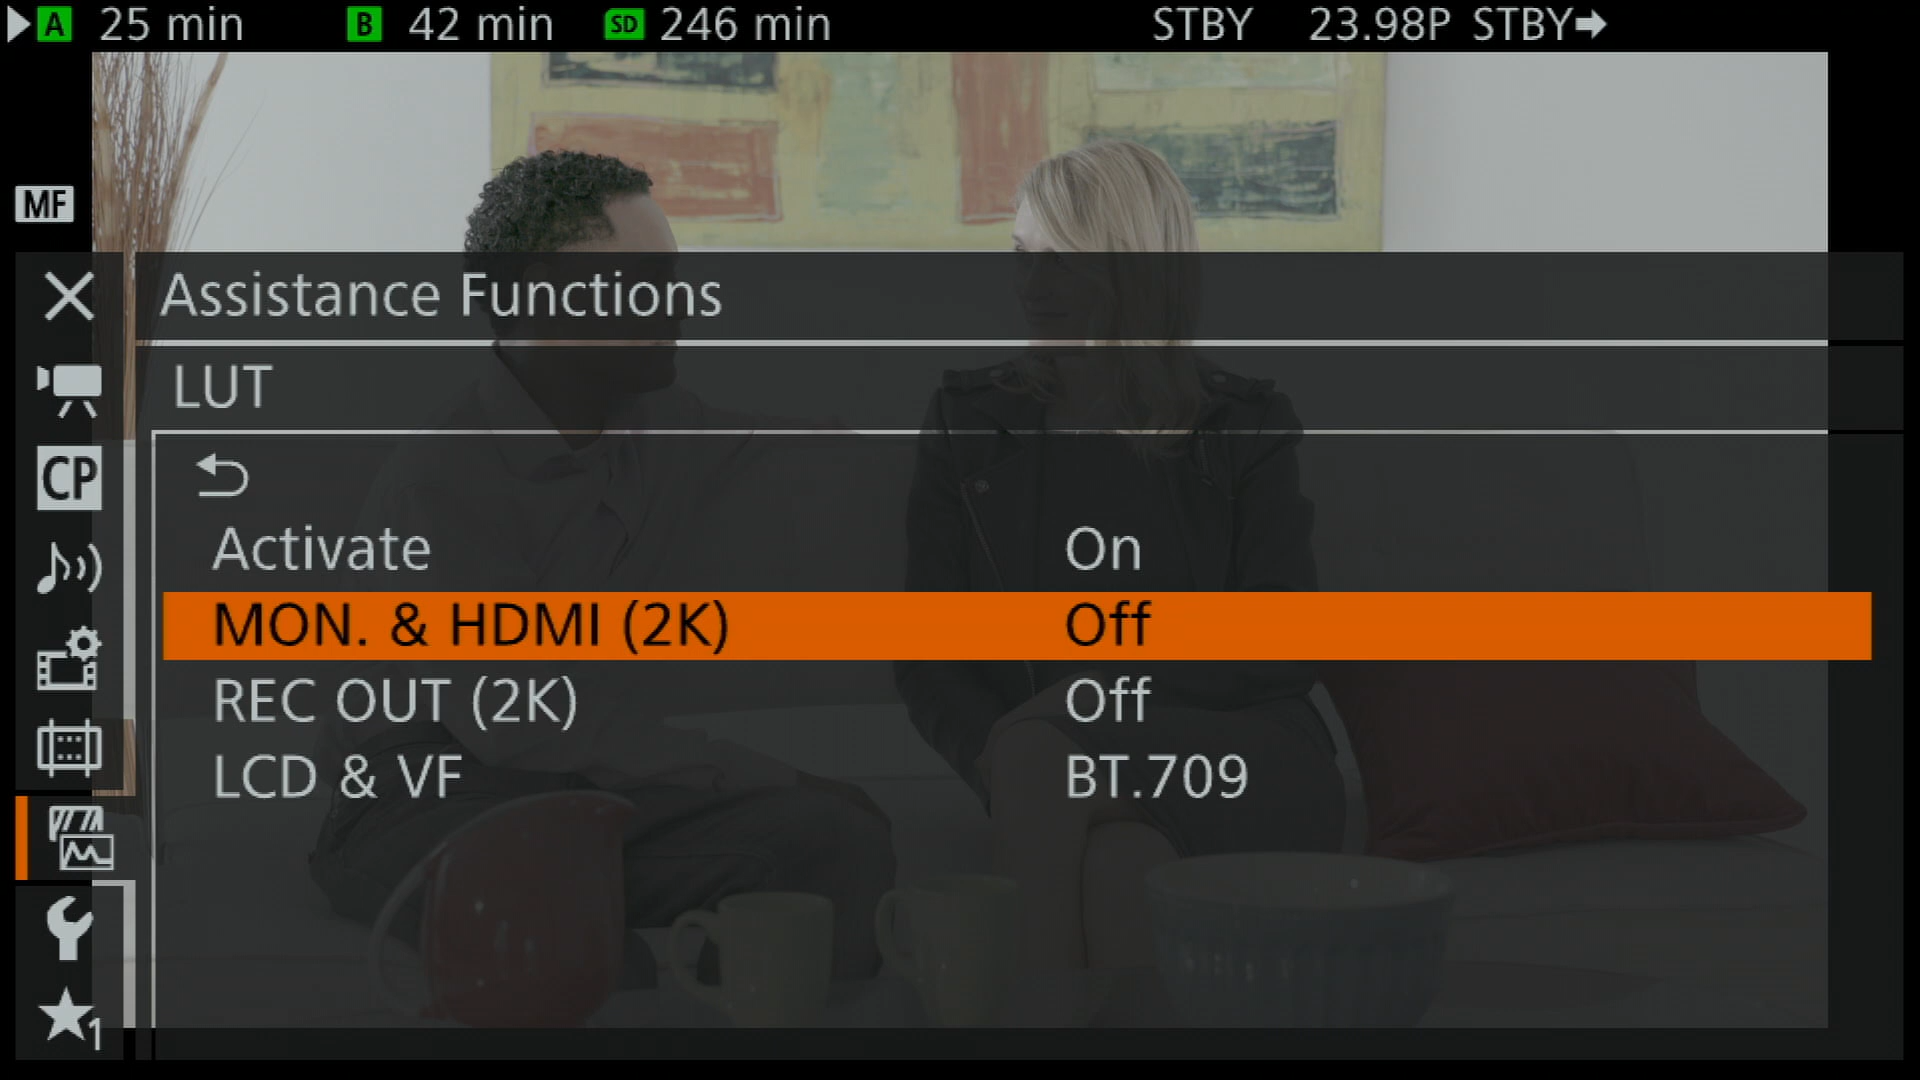 A 25 min B 42 min SD 246 min STBY 23.98P STBY
MF
Assistance Functions
LUT
CP
Activate On
MON. & HDMI (2K) Off
REC OUT (2K) Off
LCD & VF BT.709
1